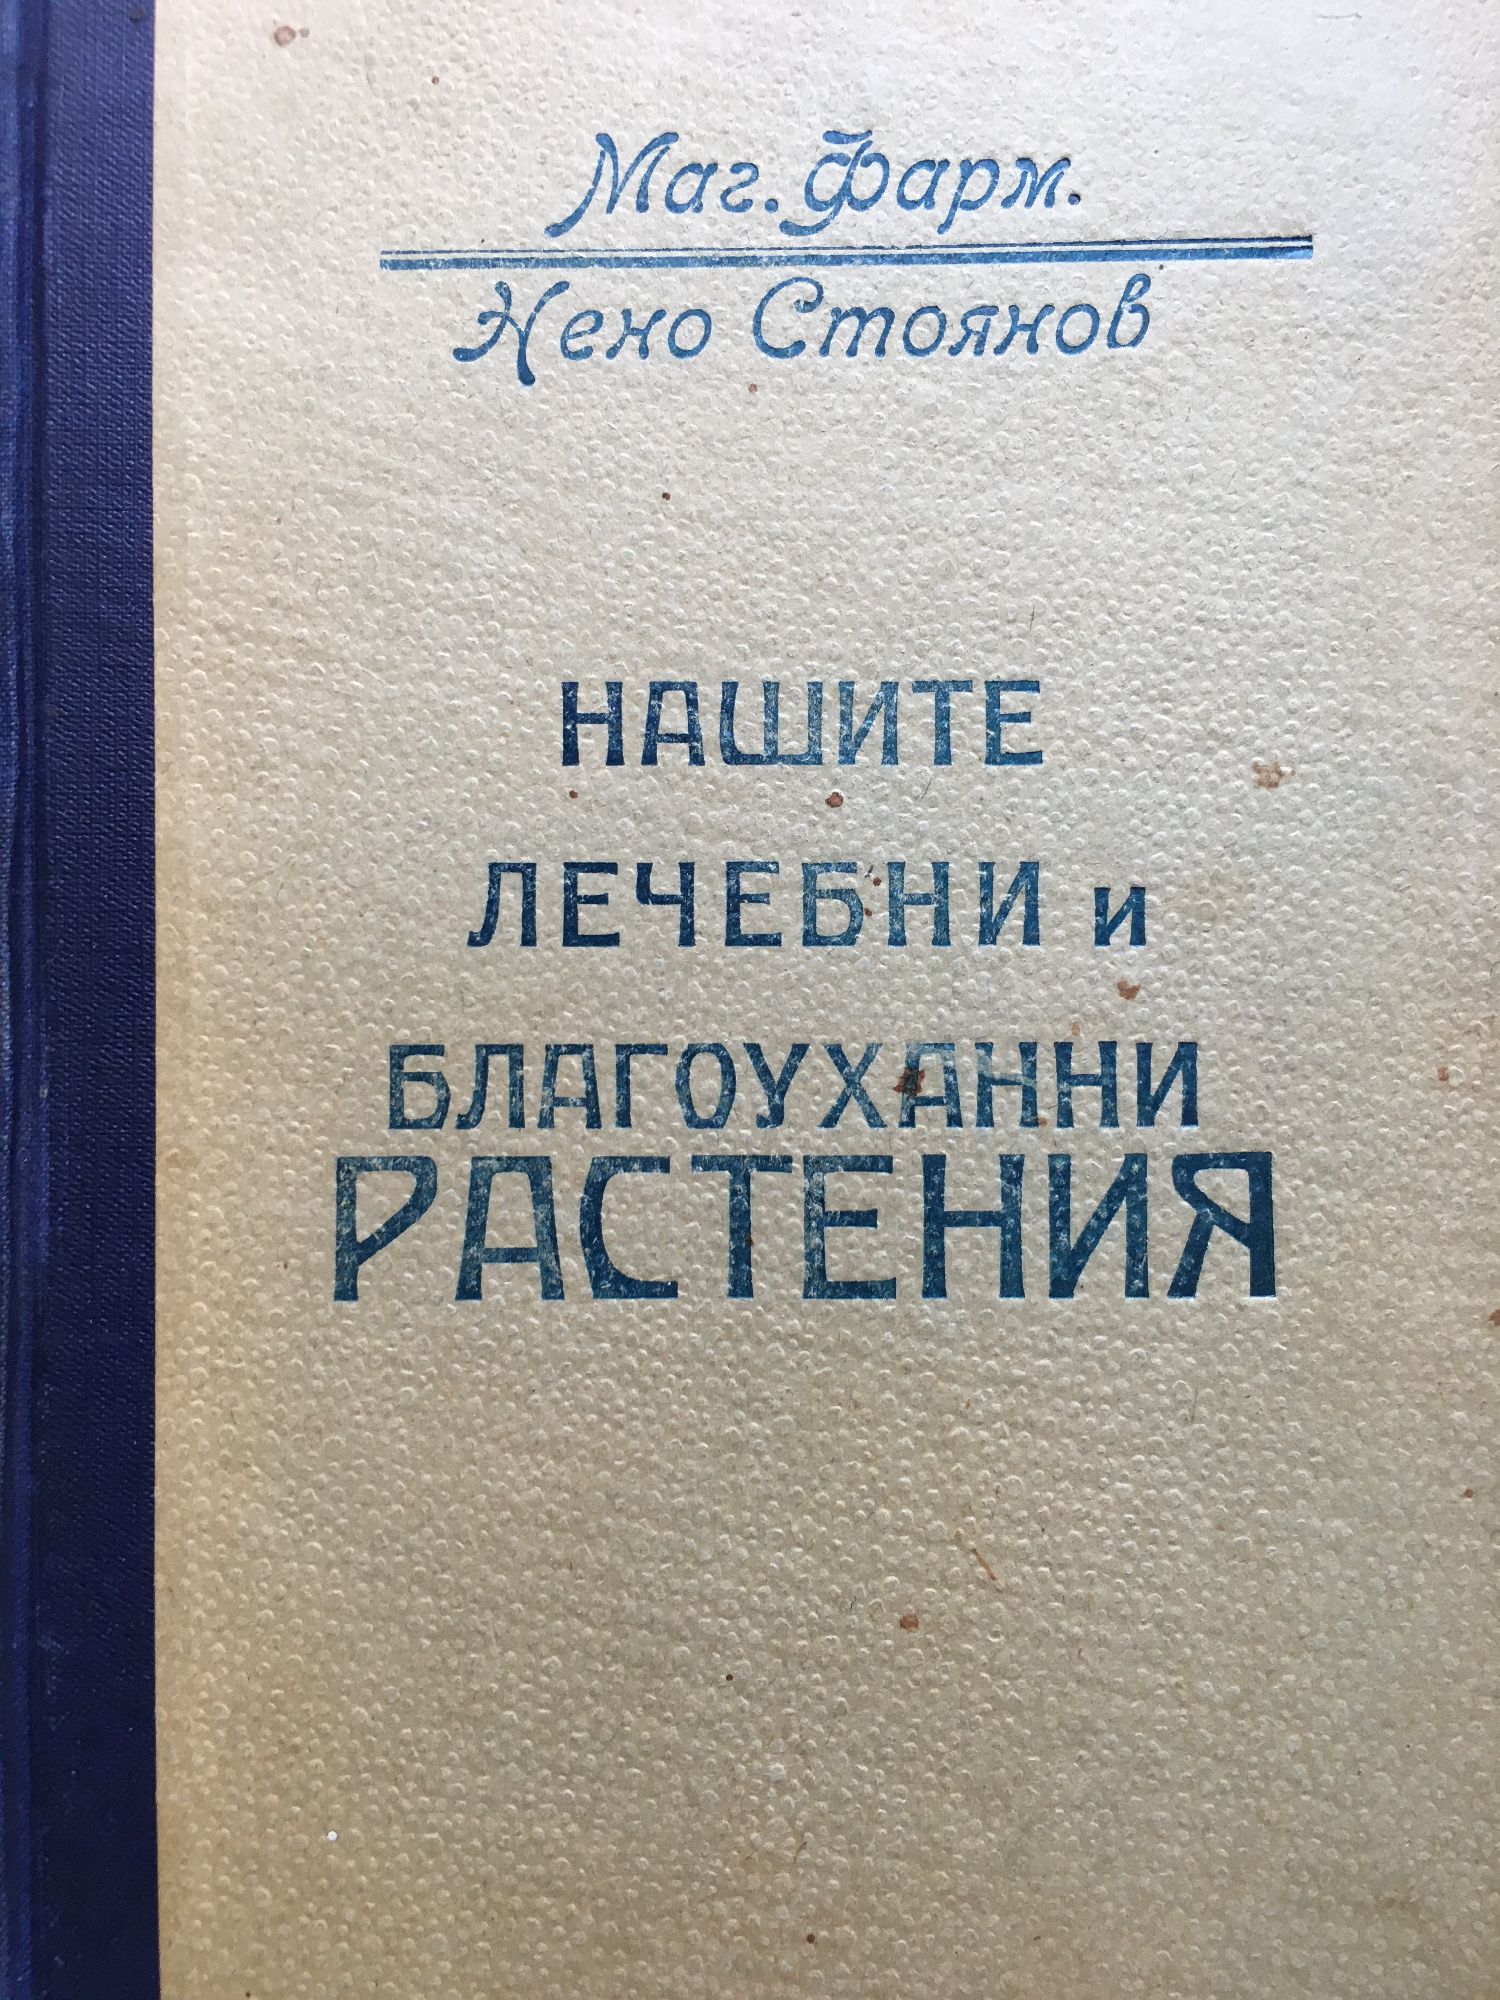 Маг. Фарм.
Нено Стоянов
НАШИТЕ
ЛЕЧЕБНИ и
БЛАГОУХАННИ
РАСТЕНИЯ